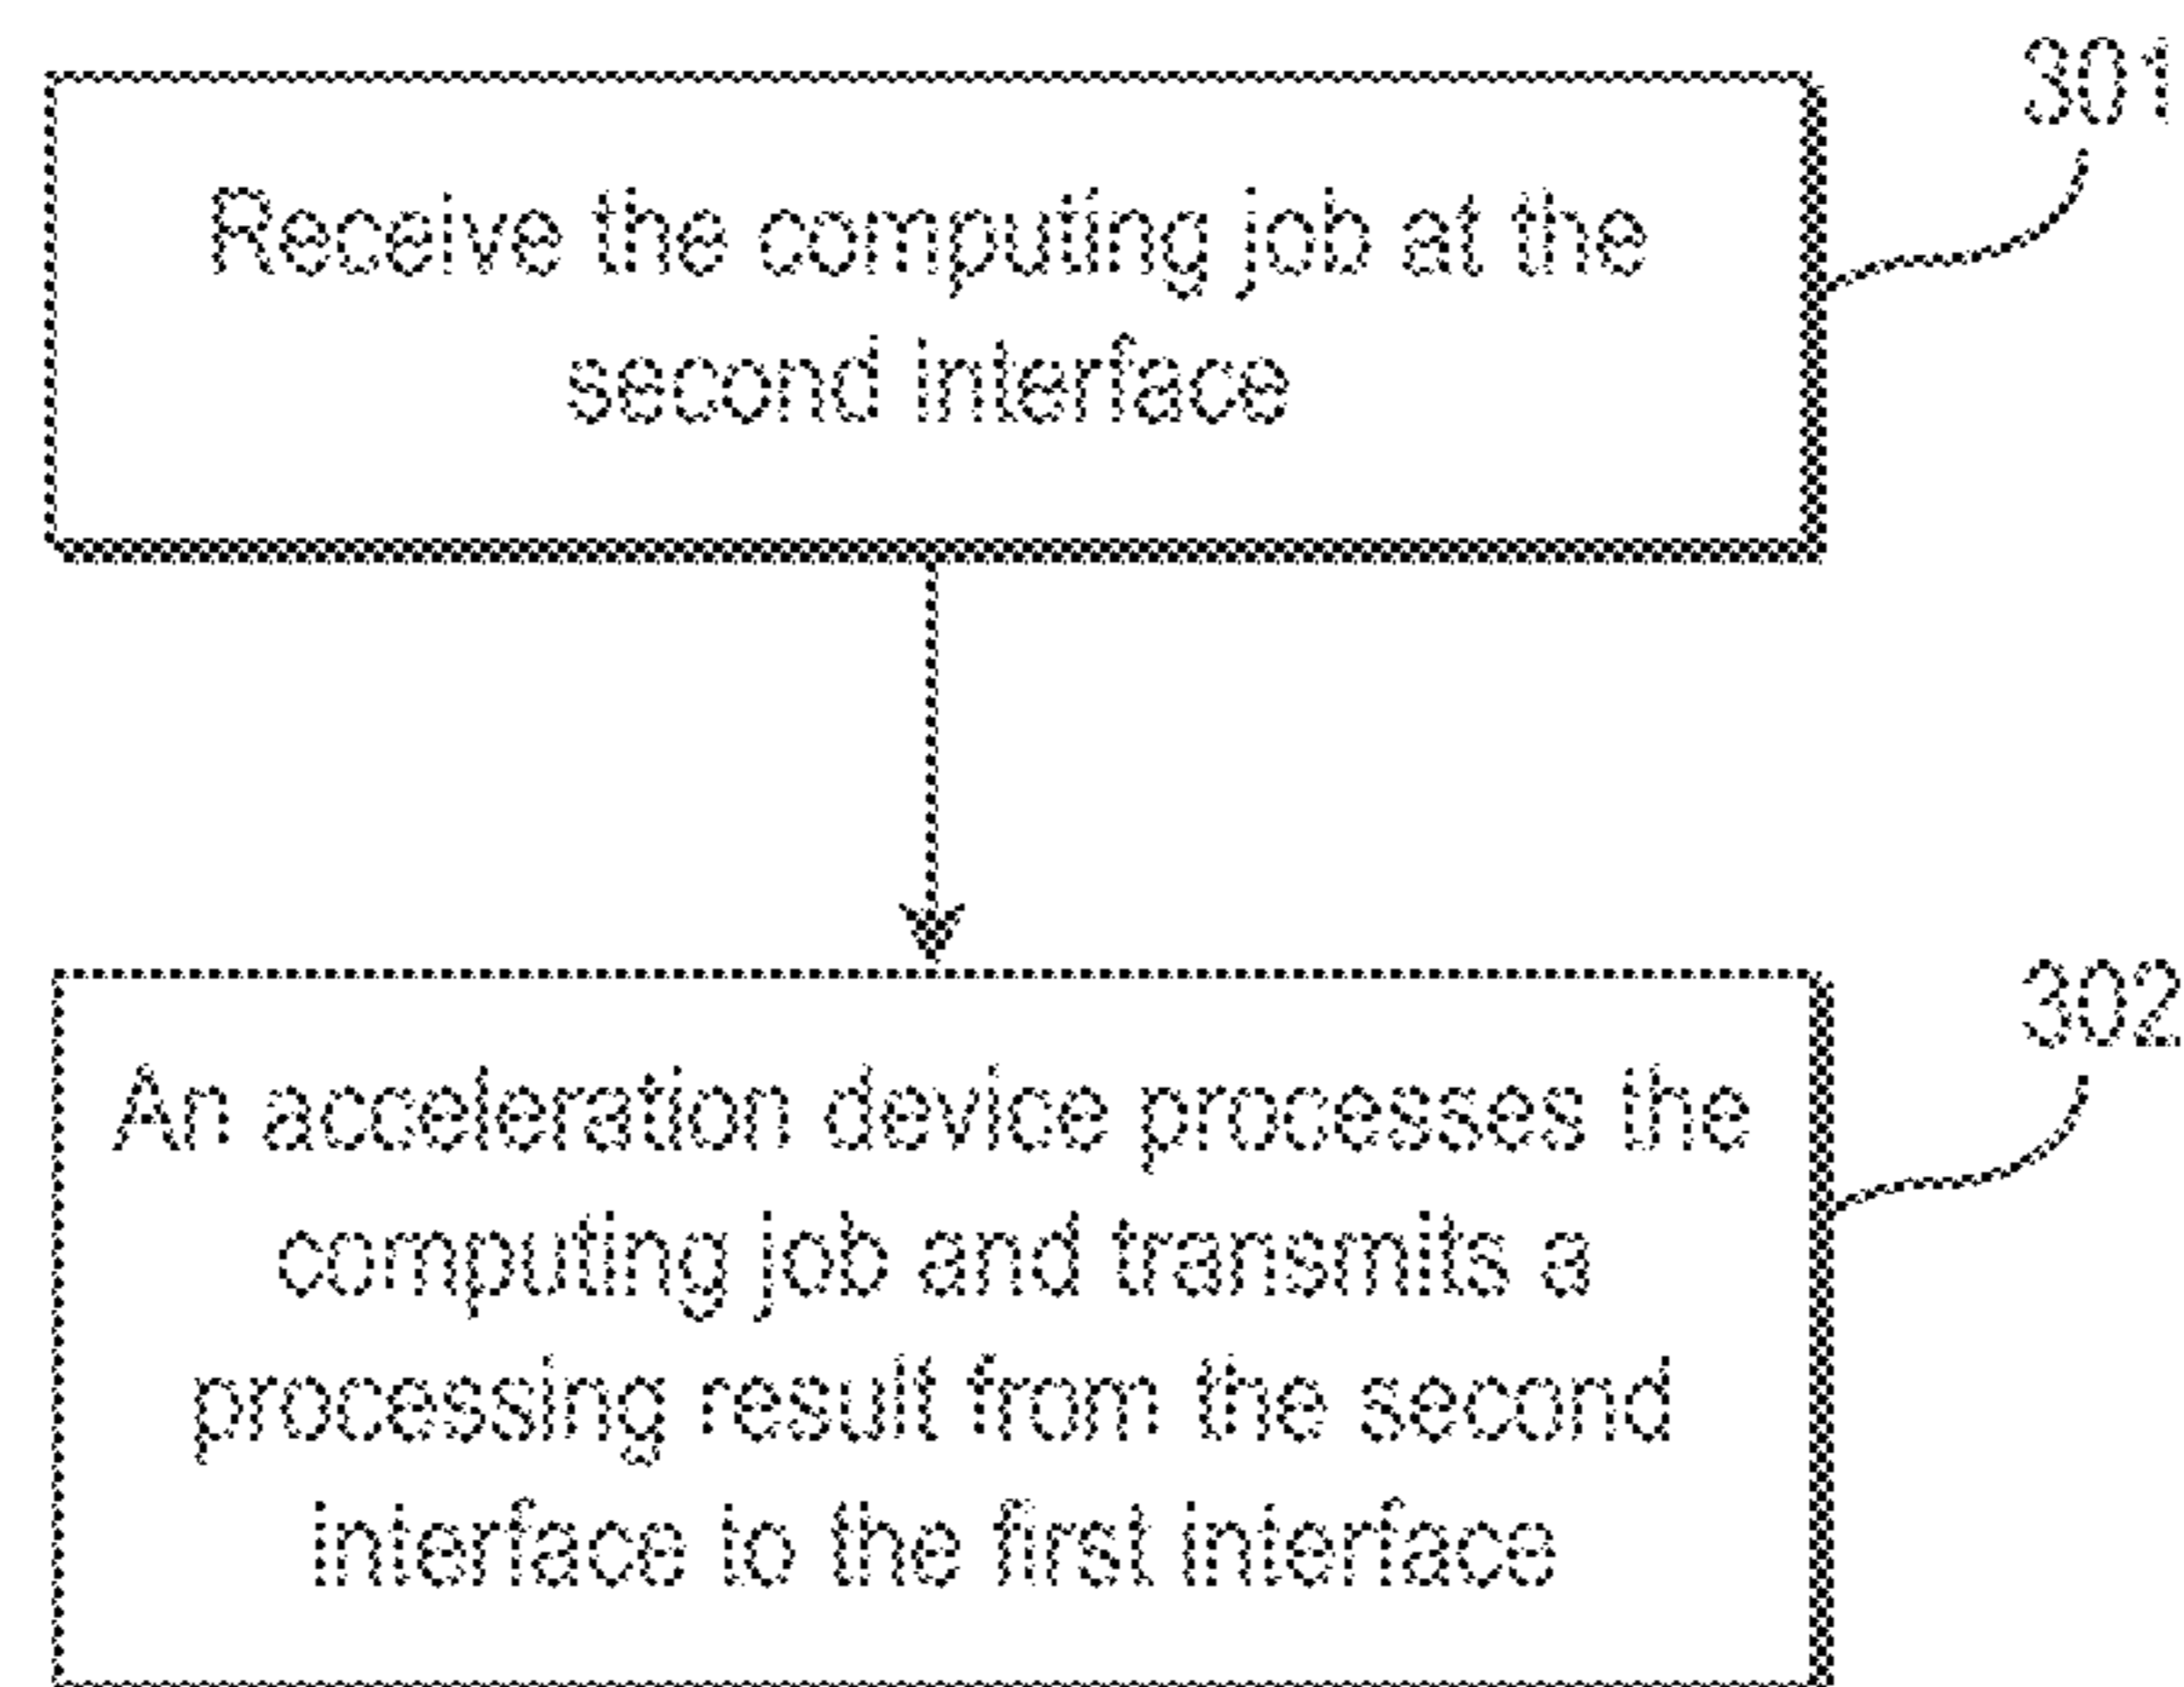 301
Receive the computing job at the
second interface
302
An acceleration device processes the
computing job and transmits a
processing result from the second
interface to the first interface